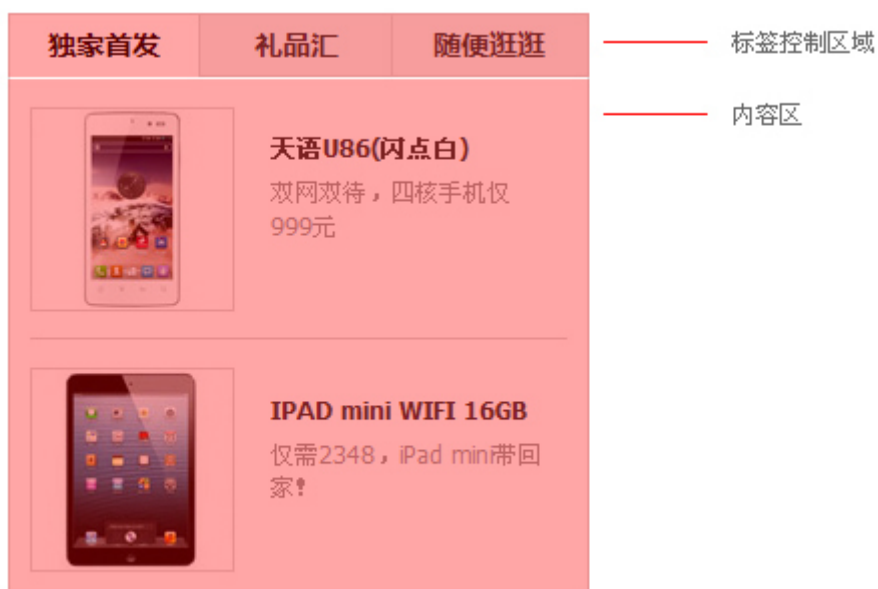 独家首发 礼品汇 随便逛逛 标签控制区域
内容区
天语U86(闪点白)
双网双待，四核手机仅
999元
IPAD mini WIFI 16GB
仅需2348，iPad mini带回
家！